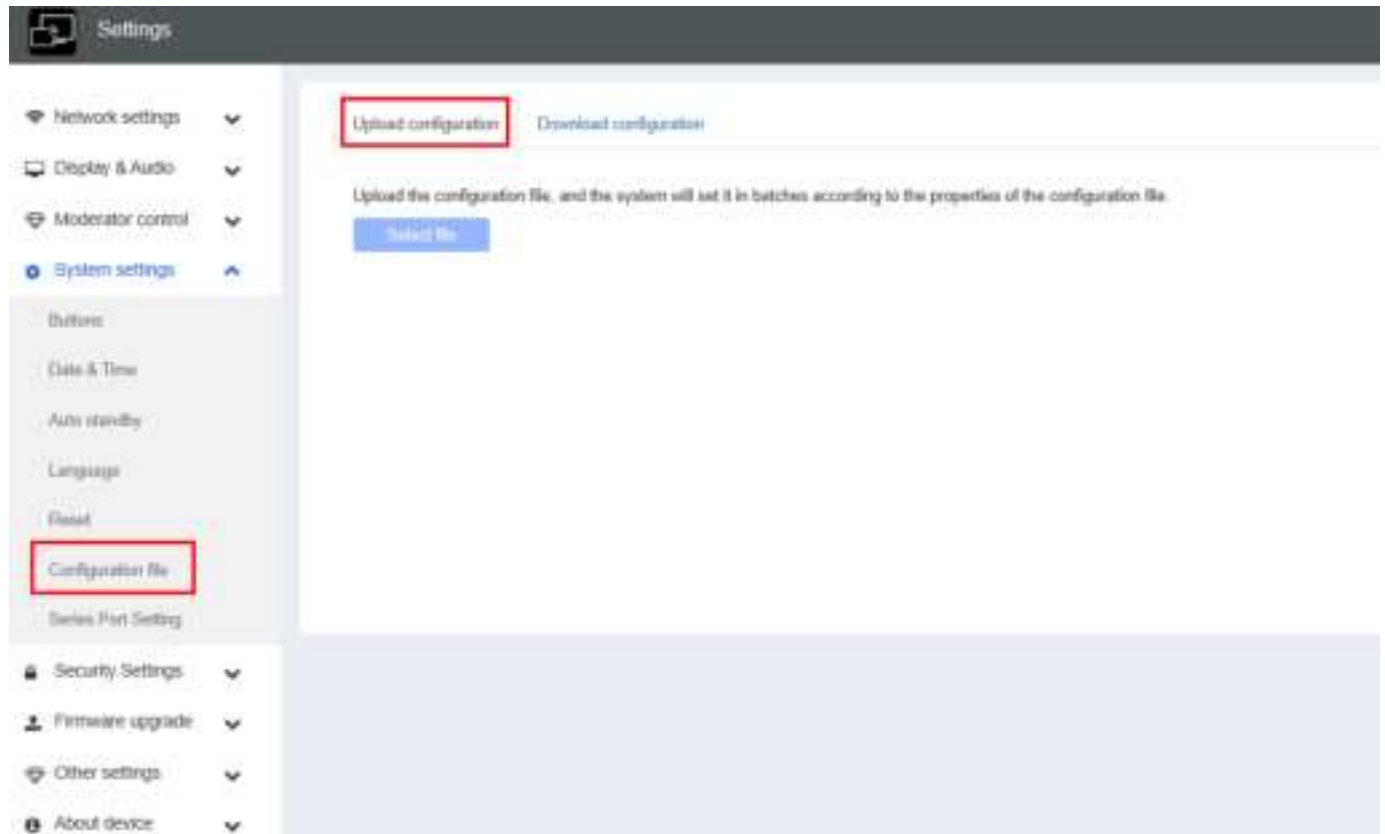 Settings
Network settings
Display & Audio
Moderator control
System settings
Buttons
Date & Time
Auto standby
Language
Reset
Configuration file
Series Port Setting
Security Settings
Firmware upgrade
Other settings
About device
Upload configuration
Download configuration
Upload the configuration file, and the system will set it in batches according to the properties of the configuration file.
Select file